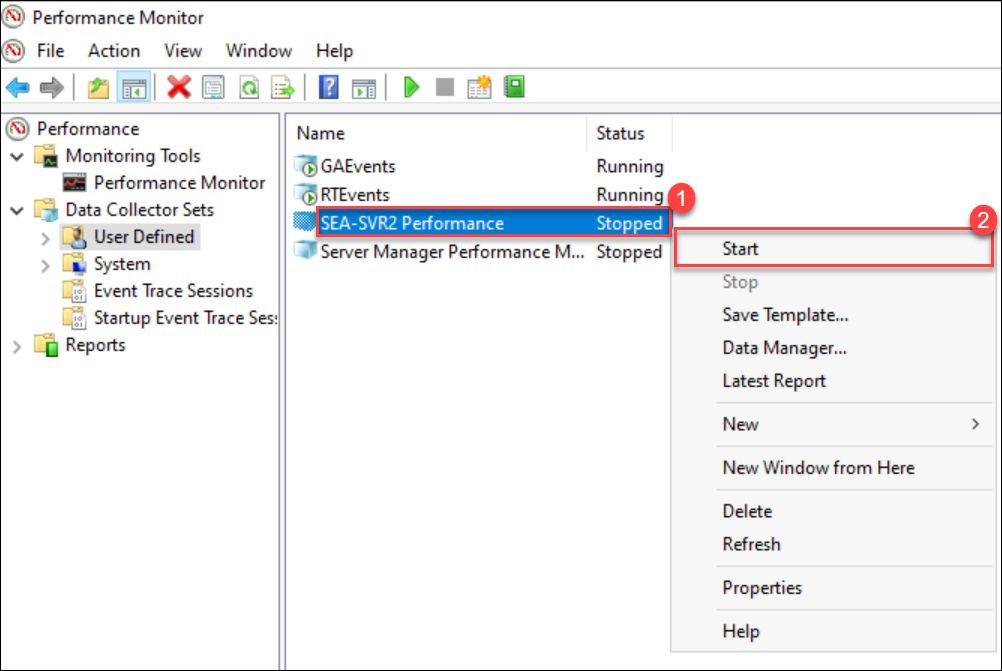 Performance Monitor
File Action View Window Help
Performance
Monitoring Tools
Performance Monitor
Data Collector Sets
User Defined
System
Event Trace Sessions
Startup Event Trace Ses
Reports
Name Status
GAEvents Running
RTEvents Running
SEA-SVR2 Performance Stopped
Server Manager Performance M... Stopped
1
2
Start
Stop
Save Template...
Data Manager...
Latest Report
New
New Window from Here
Delete
Refresh
Properties
Help